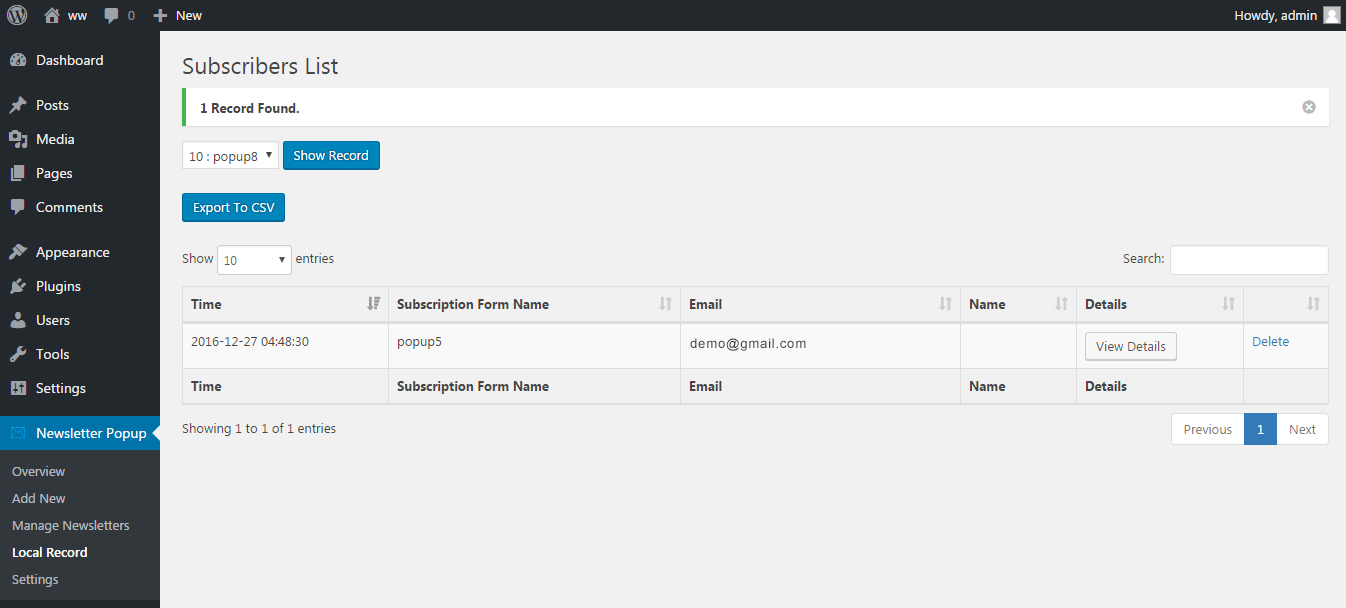 ww 0 New Howdy, admin
Dashboard
Posts
Media
Pages
Comments
Appearance
Plugins
Users
Tools
Settings
Newsletter Popup
Overview
Add New
Manage Newsletters
Local Record
Settings
Subscribers List
1 Record Found.
10 : popup8 Show Record
Export To CSV
Show 10 entries Search:
Time Subscription Form Name Email Name Details
2016-12-27 04:48:30 popup5 demo@gmail.com View Details Delete
Time Subscription Form Name Email Name Details
Showing 1 to 1 of 1 entries Previous 1 Next